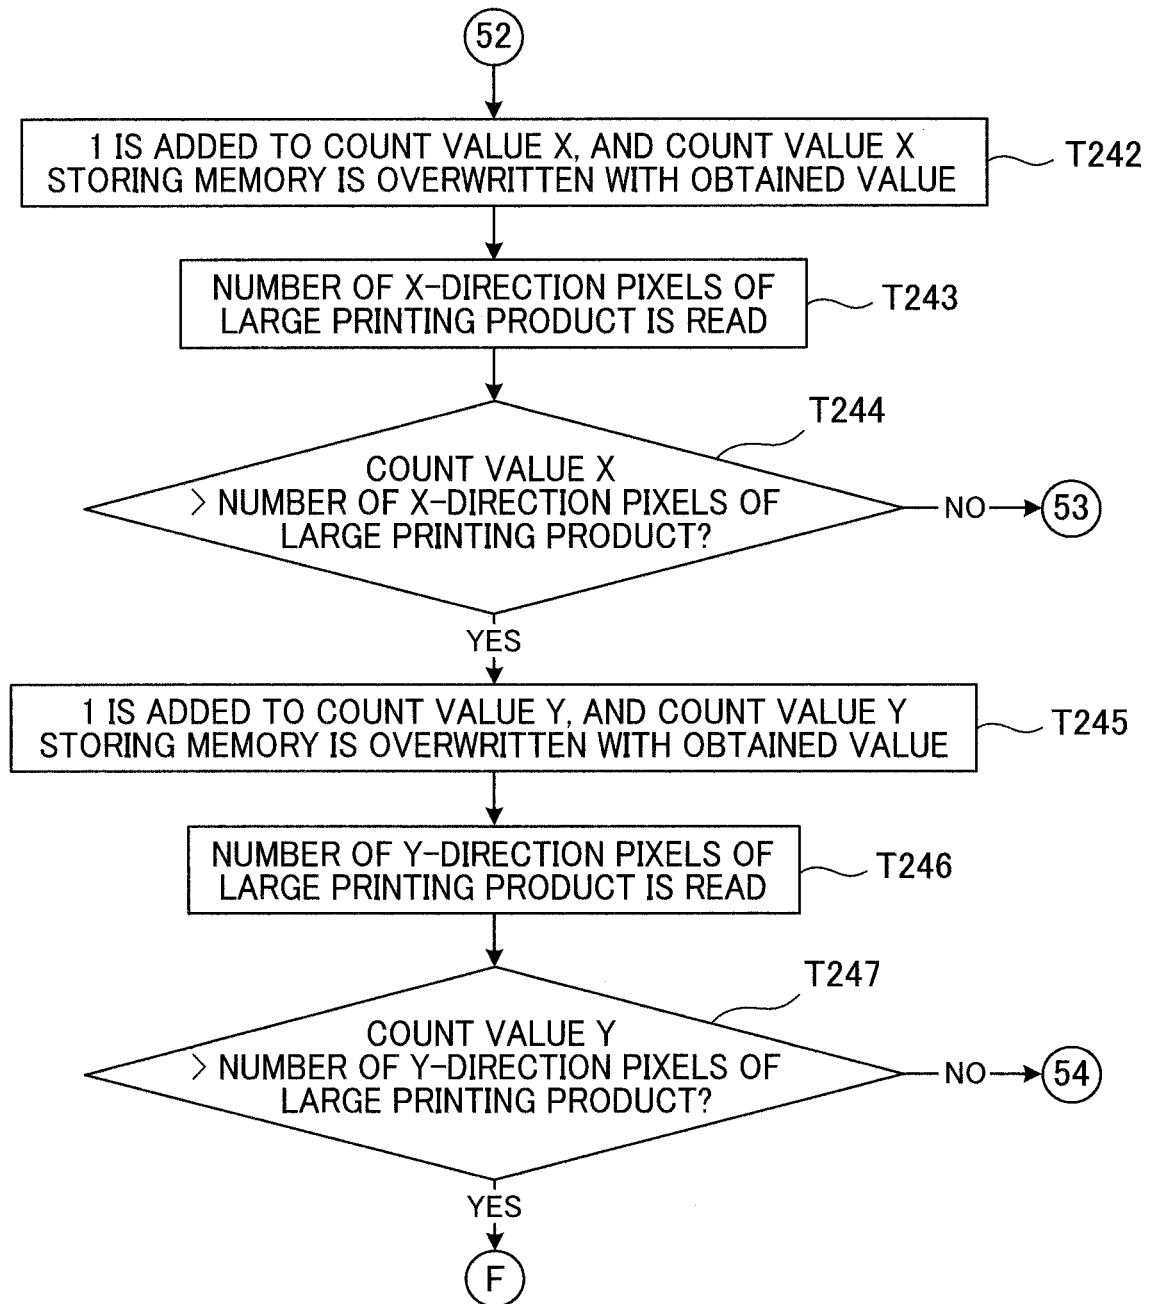 52
1 IS ADDED TO COUNT VALUE X, AND COUNT VALUE X
STORING MEMORY IS OVERWRITTEN WITH OBTAINED VALUE
T242
NUMBER OF X-DIRECTION PIXELS OF
LARGE PRINTING PRODUCT IS READ
T243
T244
COUNT VALUE X
> NUMBER OF X-DIRECTION PIXELS OF
LARGE PRINTING PRODUCT?
NO
53
YES
1 IS ADDED TO COUNT VALUE Y, AND COUNT VALUE Y
STORING MEMORY IS OVERWRITTEN WITH OBTAINED VALUE
T245
NUMBER OF Y-DIRECTION PIXELS OF
LARGE PRINTING PRODUCT IS READ
T246
T247
COUNT VALUE Y
> NUMBER OF Y-DIRECTION PIXELS OF
LARGE PRINTING PRODUCT?
NO
54
YES
F